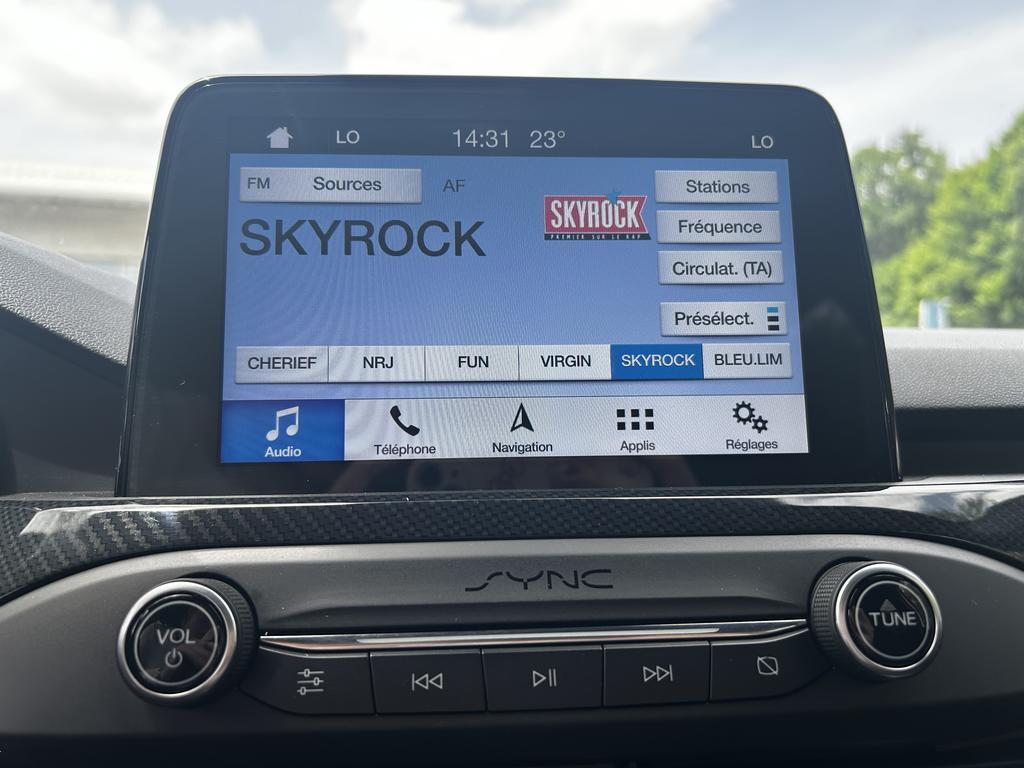 LO 14:31 23° LO
FM Sources AF
SKYROCK
SKYROCK
PREMIER SUR LE RAP
Stations
Fréquence
Circulat. (TA)
Présélect.
CHERIEF NRJ FUN VIRGIN SKYROCK BLEU.LIM
Audio Téléphone Navigation Applis Réglages
SYNC
VOL
TUNE